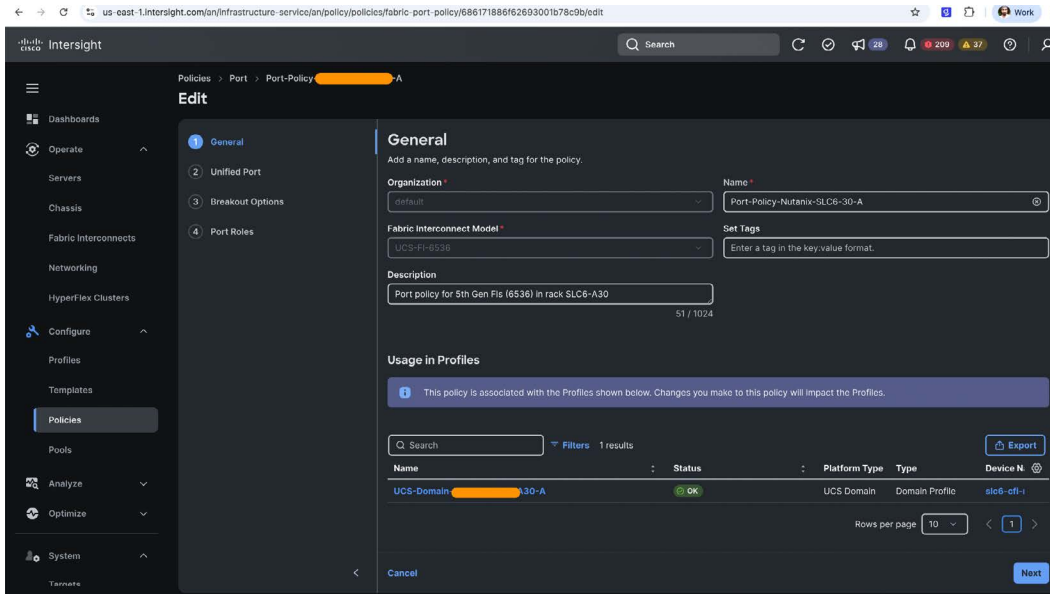 us-east-1.intersight.com/an/infrastructure-service/an/policy/policies/fabric-port-policy/686171886f62693001b78c9b/edit
Work
cisco Intersight
Search
28
209
37
Policies > Port > Port-Policy- -A
Edit
Dashboards
Operate
Servers
Chassis
Fabric Interconnects
Networking
HyperFlex Clusters
Configure
Profiles
Templates
Policies
Pools
Analyze
Optimize
System
Targets
1 General
2 Unified Port
3 Breakout Options
4 Port Roles
General
Add a name, description, and tag for the policy.
Organization *
default
Name *
Port-Policy-Nutanix-SLC6-30-A
Fabric Interconnect Model *
UCS-FI-6536
Set Tags
Enter a tag in the key:value format.
Description
Port policy for 5th Gen FIs (6536) in rack SLC6-A30
51 / 1024
Usage in Profiles
This policy is associated with the Profiles shown below. Changes you make to this policy will impact the Profiles.
Search
Filters 1 results
Export
Name Status Platform Type Type Device N
UCS-Domain- A30-A OK UCS Domain Domain Profile slc6-cfi-
Rows per page 10 1
Cancel
Next